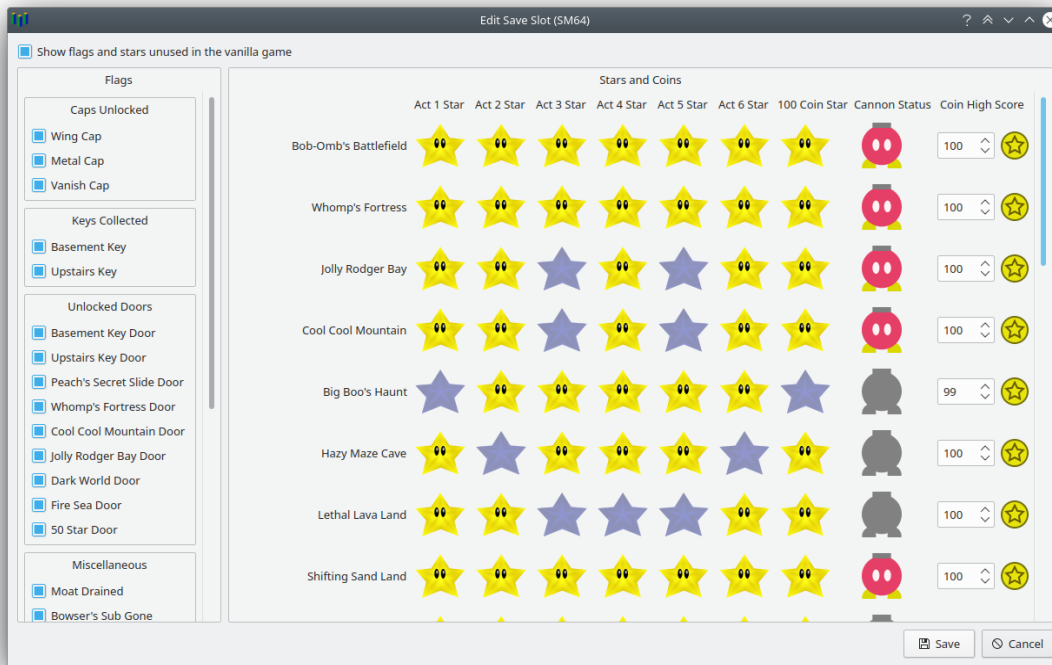 Edit Save Slot (SM64)
Show flags and stars unused in the vanilla game
Flags
Caps Unlocked
Wing Cap
Metal Cap
Vanish Cap
Keys Collected
Basement Key
Upstairs Key
Unlocked Doors
Basement Key Door
Upstairs Key Door
Peach's Secret Slide Door
Whomp's Fortress Door
Cool Cool Mountain Door
Jolly Rodger Bay Door
Dark World Door
Fire Sea Door
50 Star Door
Miscellaneous
Moat Drained
Bowser's Sub Gone
Stars and Coins
Act 1 Star Act 2 Star Act 3 Star Act 4 Star Act 5 Star Act 6 Star 100 Coin Star Cannon Status Coin High Score
Bob-Omb's Battlefield 100
Whomp's Fortress 100
Jolly Rodger Bay 100
Cool Cool Mountain 100
Big Boo's Haunt 99
Hazy Maze Cave 100
Lethal Lava Land 100
Shifting Sand Land 100
Save Cancel